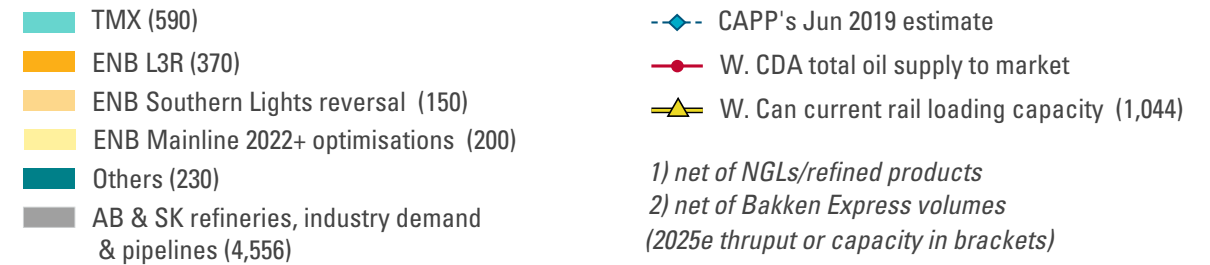 TMX (590)
ENB L3R (370)
ENB Southern Lights reversal (150)
ENB Mainline 2022+ optimisations (200)
Others (230)
AB & SK refineries, industry demand
& pipelines (4,556)
CAPP's Jun 2019 estimate
W. CDA total oil supply to market
W. Can current rail loading capacity (1,044)
1) net of NGLs/refined products
2) net of Bakken Express volumes
(2025e thruput or capacity in brackets)